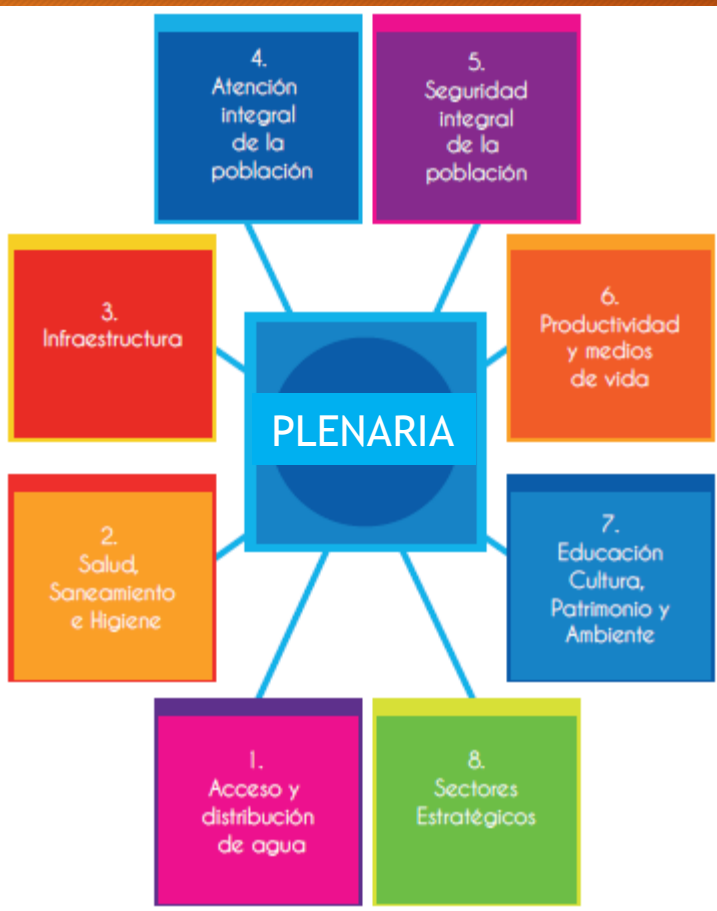 4.
Atención
integral
de la
población
5.
Seguridad
integral
de la
población
3.
Infraestructura
6.
Productividad
y medios
de vida
PLENARIA
2.
Salud,
Saneamiento
e Higiene
7.
Educación
Cultura,
Patrimonio y
Ambiente
1.
Acceso y
distribución
de agua
8.
Sectores
Estratégicos